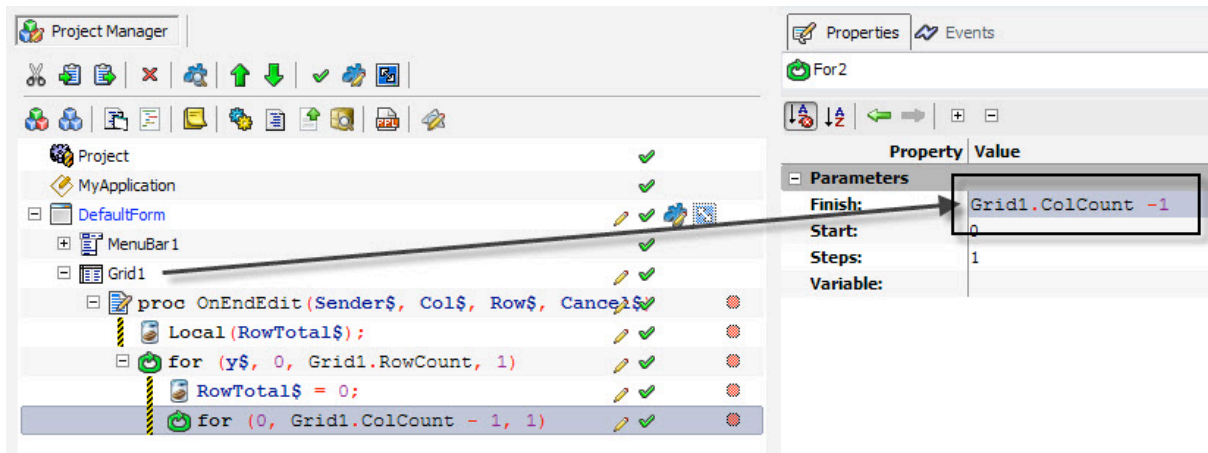 Project Manager
Properties
Events
For2
Property Value
Project
MyApplication
Parameters
DefaultForm
Finish: Grid1.ColCount -1
Start: 0
MenuBar1
Steps: 1
Grid1
Variable:
proc OnEndEdit(Sender$, Col$, Row$, Cancel$)
Local(RowTotal$);
for (y$, 0, Grid1.RowCount, 1)
RowTotal$ = 0;
for (0, Grid1.ColCount - 1, 1)